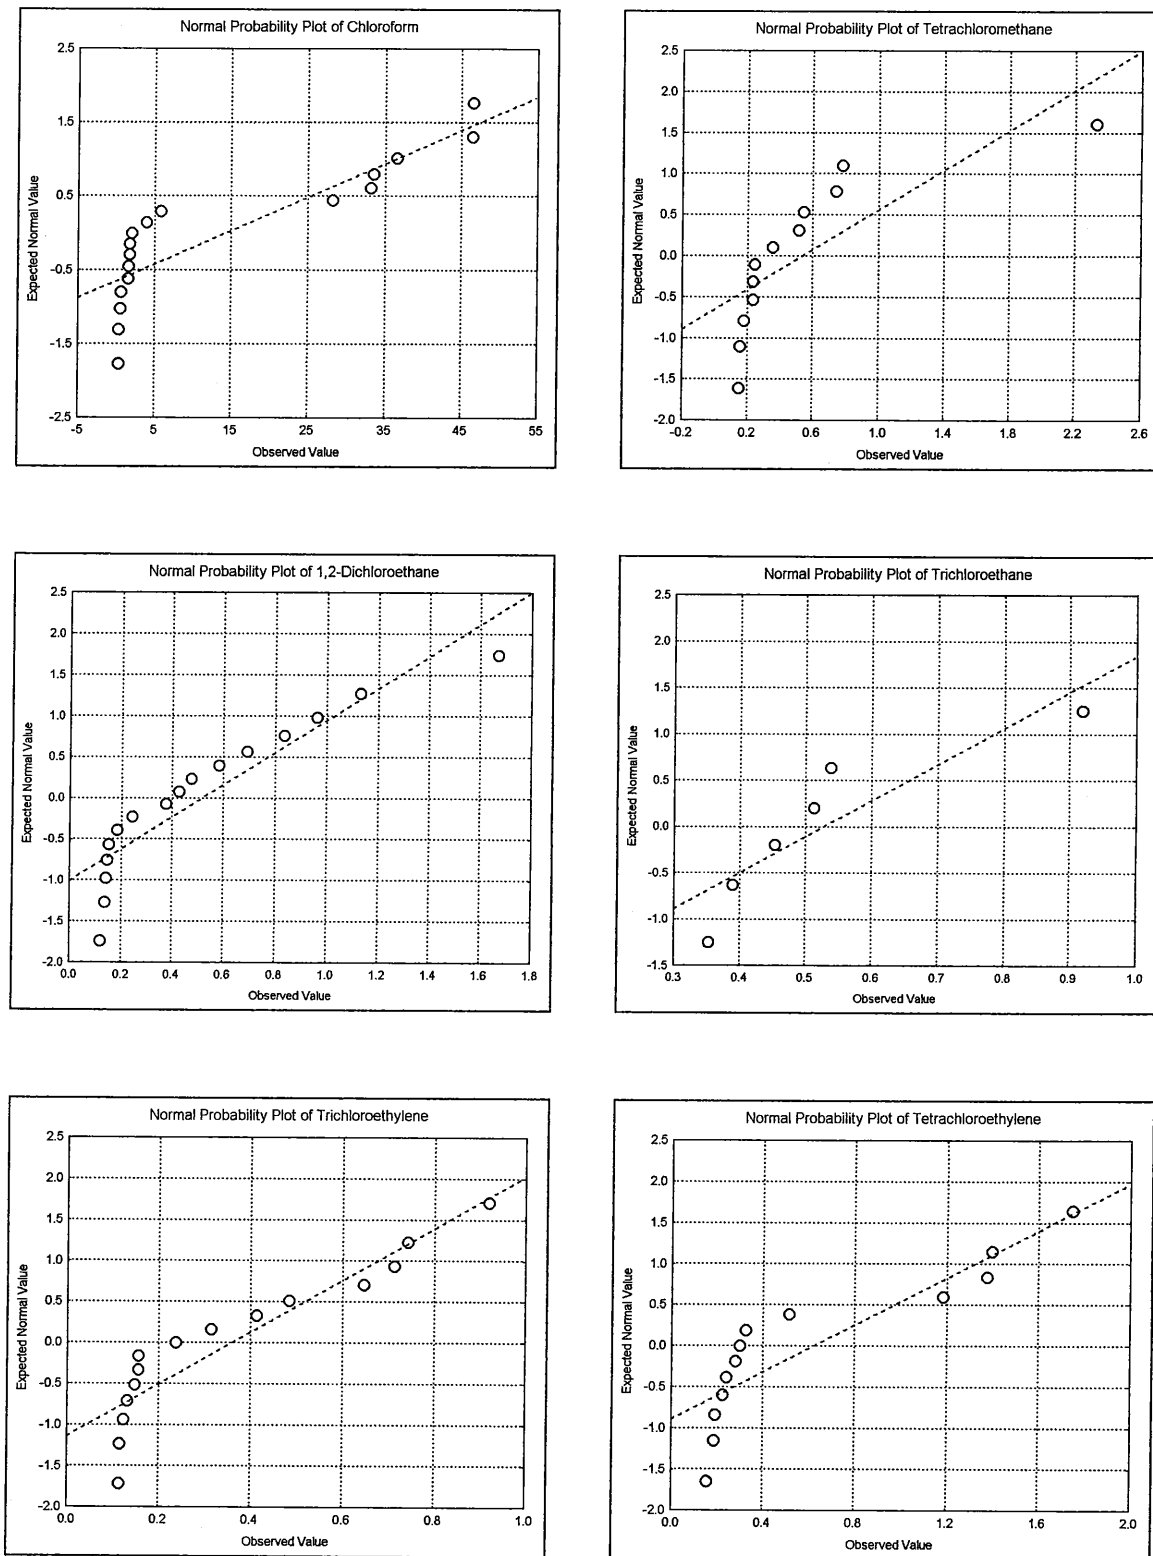 Normal Probability Plot of Chloroform
2.5
1.5
0.5
-0.5
-1.5
-2.5
Expected Normal Value
-5 5 15 25 35 45 55
Observed Value
Normal Probability Plot of Tetrachloromethane
2.5
2.0
1.5
1.0
0.5
0.0
-0.5
-1.0
-1.5
-2.0
Expected Normal Value
-0.2 0.2 0.6 1.0 1.4 1.8 2.2 2.6
Observed Value
Normal Probability Plot of 1,2-Dichloroethane
2.5
2.0
1.5
1.0
0.5
0.0
-0.5
-1.0
-1.5
-2.0
Expected Normal Value
0.0 0.2 0.4 0.6 0.8 1.0 1.2 1.4 1.6 1.8
Observed Value
Normal Probability Plot of Trichloroethane
2.5
2.0
1.5
1.0
0.5
0.0
-0.5
-1.0
-1.5
Expected Normal Value
0.3 0.4 0.5 0.6 0.7 0.8 0.9 1.0
Observed Value
Normal Probability Plot of Trichloroethylene
2.5
2.0
1.5
1.0
0.5
0.0
-0.5
-1.0
-1.5
-2.0
Expected Normal Value
0.0 0.2 0.4 0.6 0.8 1.0
Observed Value
Normal Probability Plot of Tetrachloroethylene
2.5
2.0
1.5
1.0
0.5
0.0
-0.5
-1.0
-1.5
-2.0
Expected Normal Value
0.0 0.4 0.8 1.2 1.6 2.0
Observed Value